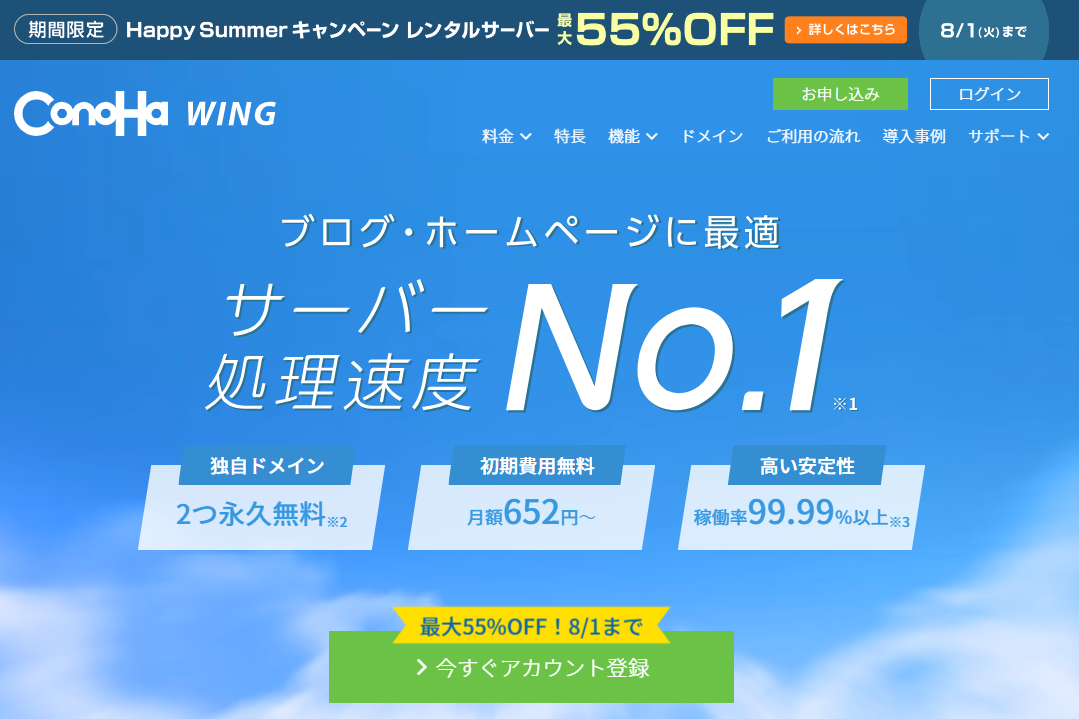 期間限定 Happy Summer キャンペーン レンタルサーバー 最大55%OFF > 詳しくはこちら 8/1(火)まで
ConoHa WING
お申し込み ログイン
料金 特長 機能 ドメイン ご利用の流れ 導入事例 サポート
ブログ・ホームページに最適
サーバー
処理速度 No.1※1
独自ドメイン 初期費用無料 高い安定性
2つ永久無料※2 月額652円～ 稼働率99.99%以上※3
最大55%OFF！8/1まで
> 今すぐアカウント登録